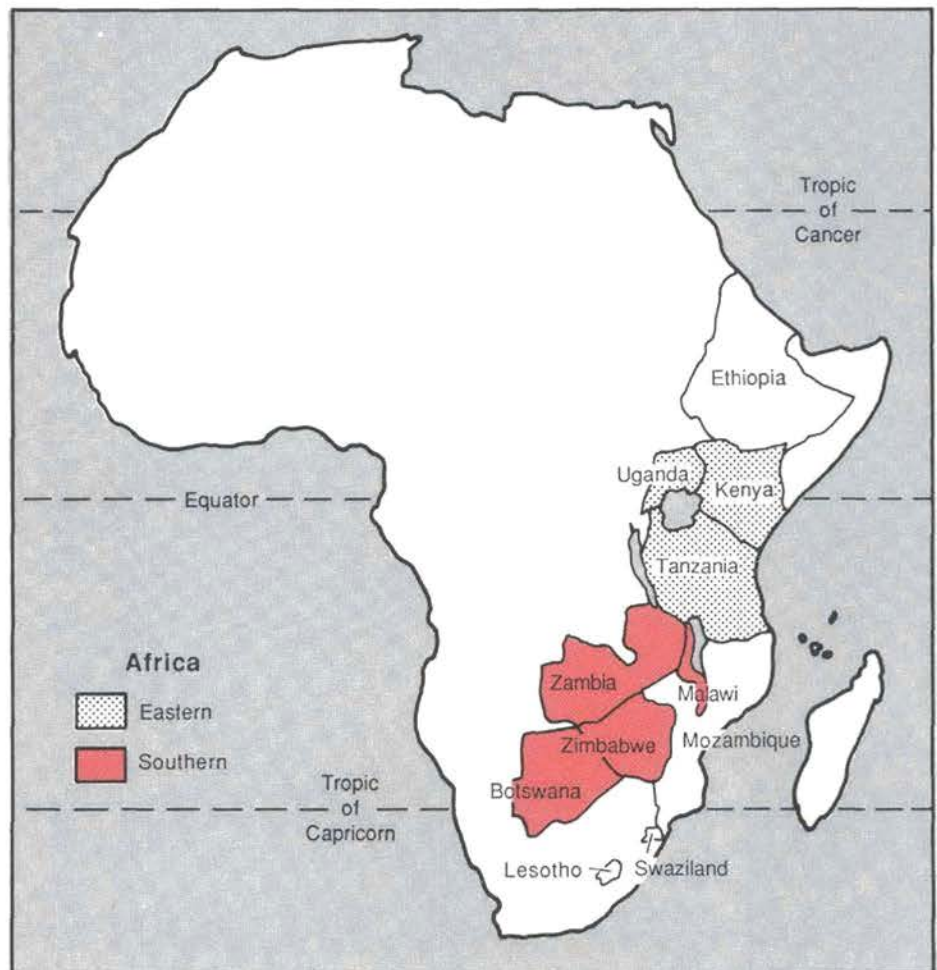 Tropic
of
Cancer
Ethiopia
Uganda
Kenya
Equator
Tanzania
Africa
Eastern
Southern
Zambia
Malawi
Zimbabwe
Mozambique
Botswana
Tropic
of
Capricorn
Lesotho
Swaziland